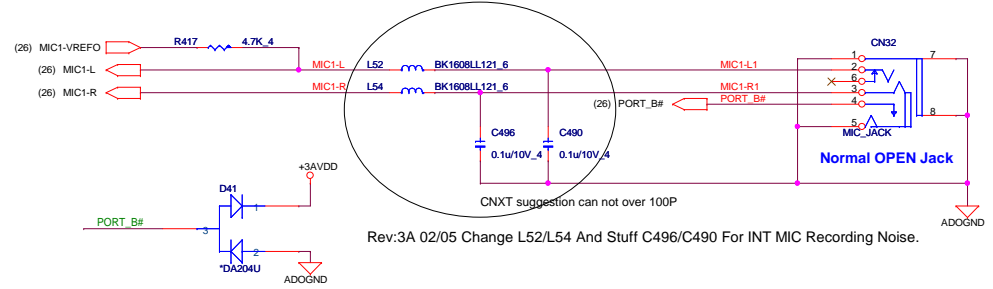 R417 4.7K_4
(26) MIC1-VREFO
(26) MIC1-L MIC1-L L52 BK1608LL121_6 MIC1-L1
(26) MIC1-R MIC1-R L54 BK1608LL121_6 MIC1-R1
(26) PORT_B# PORT_B#
CN32
1
2
6
3
4
5
7
8
MIC_JACK
Normal OPEN Jack
C496
0.1u/10V_4
C490
0.1u/10V_4
CNXT suggestion can not over 100P
ADOGND
+3AVDD
D41
1
PORT_B# 3
2
*DA204U
ADOGND
Rev:3A 02/05 Change L52/L54 And Stuff C496/C490 For INT MIC Recording Noise.